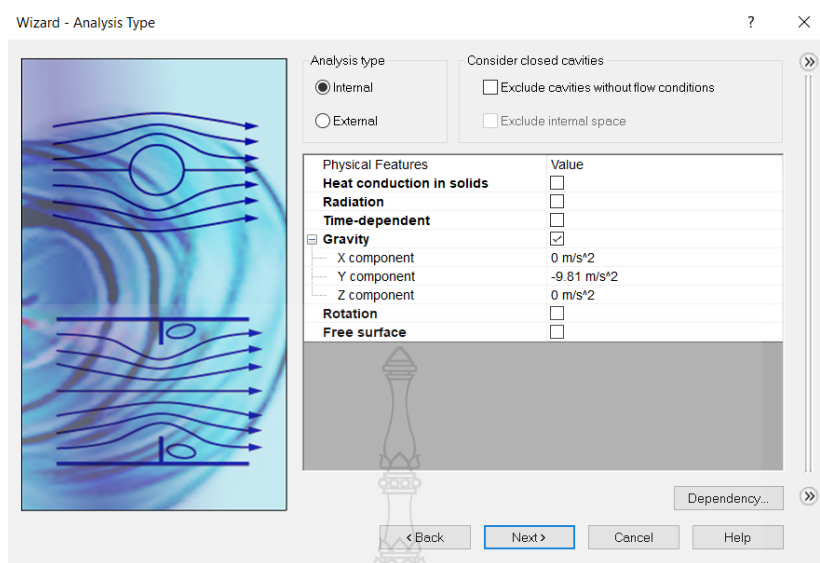 Wizard - Analysis Type
Analysis type
Internal
External
Consider closed cavities
Exclude cavities without flow conditions
Exclude internal space
Physical Features Value
Heat conduction in solids
Radiation
Time-dependent
Gravity
X component 0 m/s^2
Y component -9.81 m/s^2
Z component 0 m/s^2
Rotation
Free surface
Dependency...
< Back Next > Cancel Help